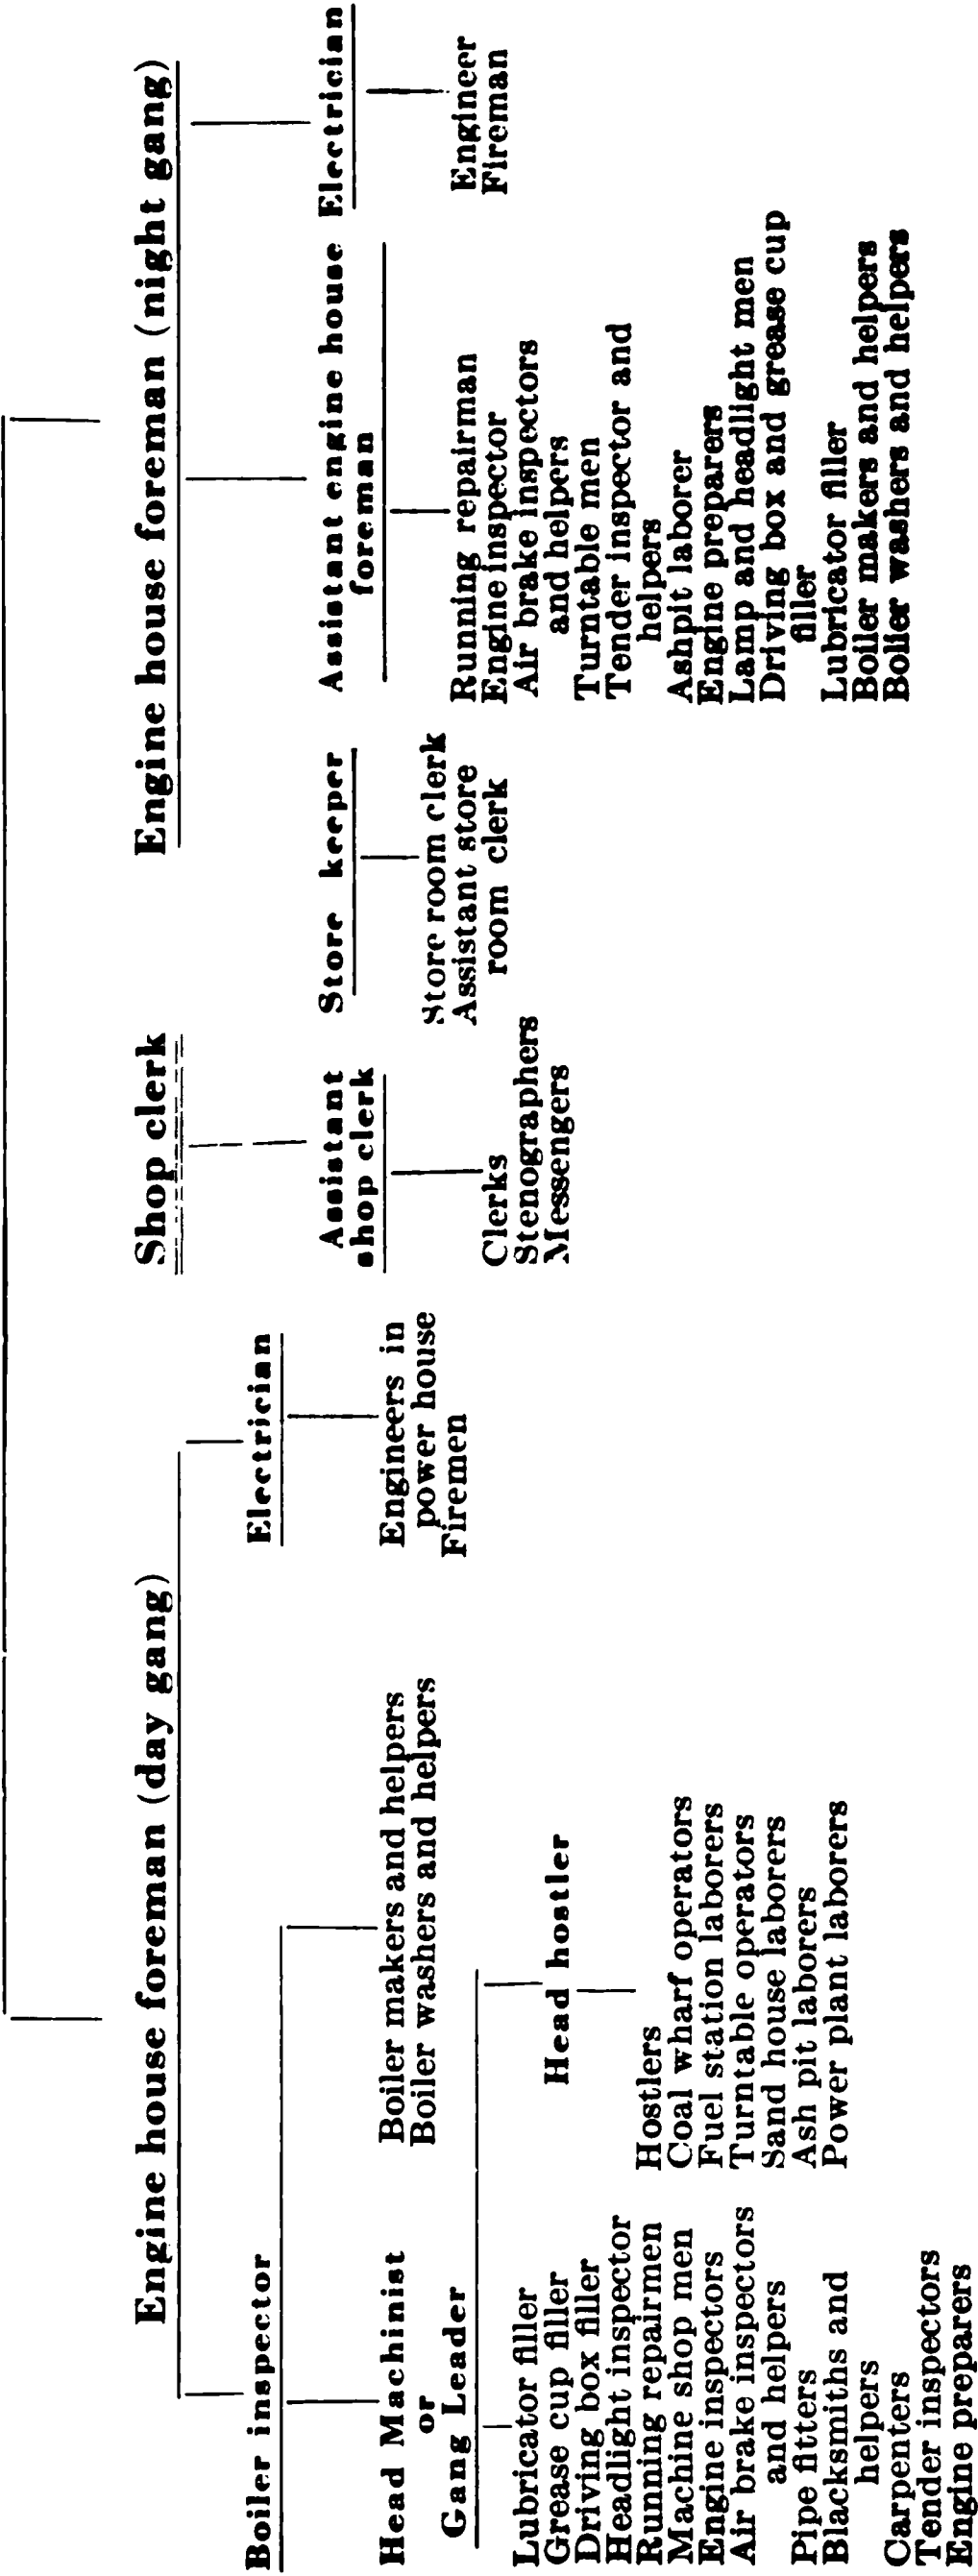 Engine house foreman (day gang)
Boiler inspector
Head Machinist
or
Gang Leader
Lubricator filler
Grease cup filler
Driving box filler
Headlight inspector
Running repairmen
Machine shop men
Engine inspectors
Air brake inspectors
and helpers
Pipe fitters
Blacksmiths and
helpers
Carpenters
Tender inspectors
Engine preparers
Head hostler
Hostlers
Coal wharf operators
Fuel station laborers
Turntable operators
Sand house laborers
Ash pit laborers
Power plant laborers
Boiler makers and helpers
Boiler washers and helpers
Electrician
Engineers in
power house
Firemen
Shop clerk
Assistant
shop clerk
Clerks
Stenographers
Messengers
Store keeper
Store room clerk
Assistant store
room clerk
Engine house foreman (night gang)
Assistant engine house
foreman
Running repairman
Engine inspector
Air brake inspectors
and helpers
Turntable men
Tender inspector and
helpers
Ashpit laborer
Engine preparers
Lamp and headlight men
Driving box and grease cup
filler
Lubricator filler
Boiler makers and helpers
Boiler washers and helpers
Electrician
Engineer
Fireman